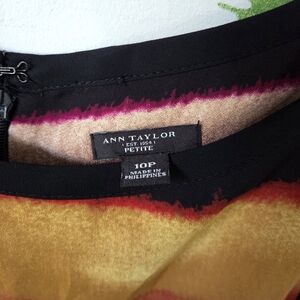 ANN TAYLOR
EST. 1954
PETITE
10P
MADE IN
PHILIPPINES